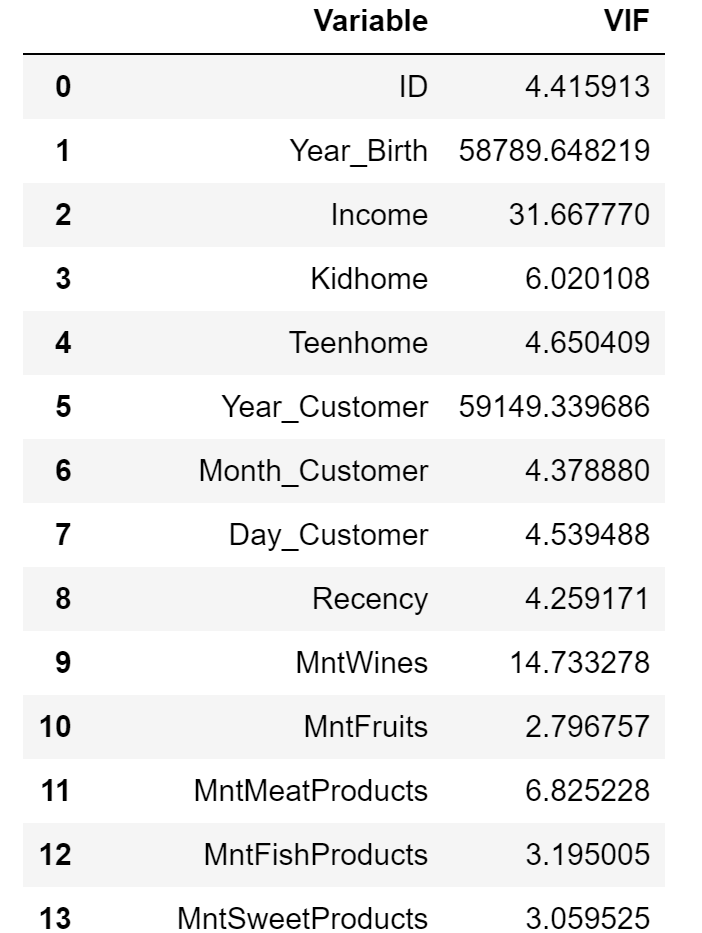 Variable VIF
0 ID 4.415913
1 Year_Birth 58789.648219
2 Income 31.667770
3 Kidhome 6.020108
4 Teenhome 4.650409
5 Year_Customer 59149.339686
6 Month_Customer 4.378880
7 Day_Customer 4.539488
8 Recency 4.259171
9 MntWines 14.733278
10 MntFruits 2.796757
11 MntMeatProducts 6.825228
12 MntFishProducts 3.195005
13 MntSweetProducts 3.059525